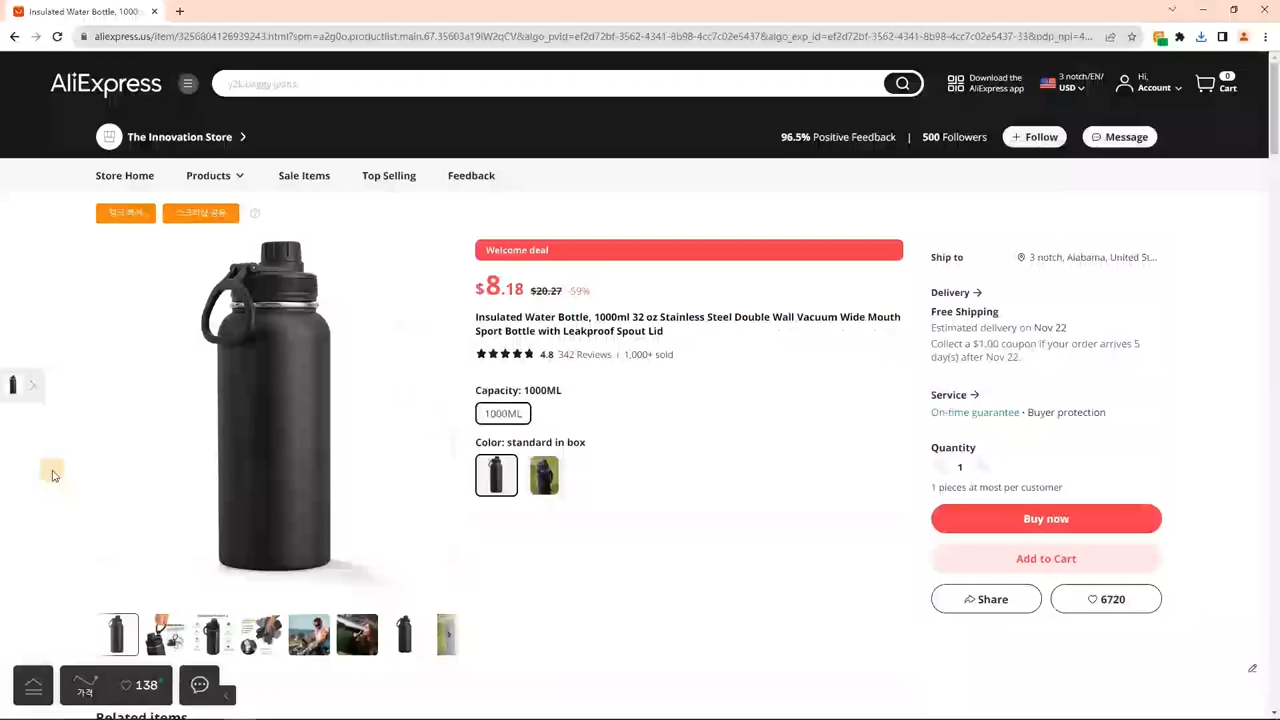 Insulated Water Bottle, 1000
aliexpress.us/item/3256804126939243.html?spm=a2g0o.productlist.main.67.35603a19lW2qCV&algo_pvid=ef2d72bf-3562-4341-8b98-4cc7c02e5437&algo_exp_id=ef2d72bf-3562-4341-8b98-4cc7c02e5437-33&pdp_npi=4...
AliExpress
Download the AliExpress app
3 notch/EN/
USD
Hi,
Account
0
Cart
The Innovation Store
96.5% Positive Feedback | 500 Followers
+ Follow
Message
Store Home
Products
Sale Items
Top Selling
Feedback
Welcome deal
$8.18 $20.27 -59%
Insulated Water Bottle, 1000ml 32 oz Stainless Steel Double Wall Vacuum Wide Mouth
Sport Bottle with Leakproof Spout Lid
4.8 342 Reviews | 1,000+ sold
Capacity: 1000ML
1000ML
Color: standard in box
Ship to
3 notch, Alabama, United St...
Delivery
Free Shipping
Estimated delivery on Nov 22
Collect a $1.00 coupon if your order arrives 5
day(s) after Nov 22.
Service
On-time guarantee • Buyer protection
Quantity
1
1 pieces at most per customer
Buy now
Add to Cart
Share
6720
가격
138
Related items